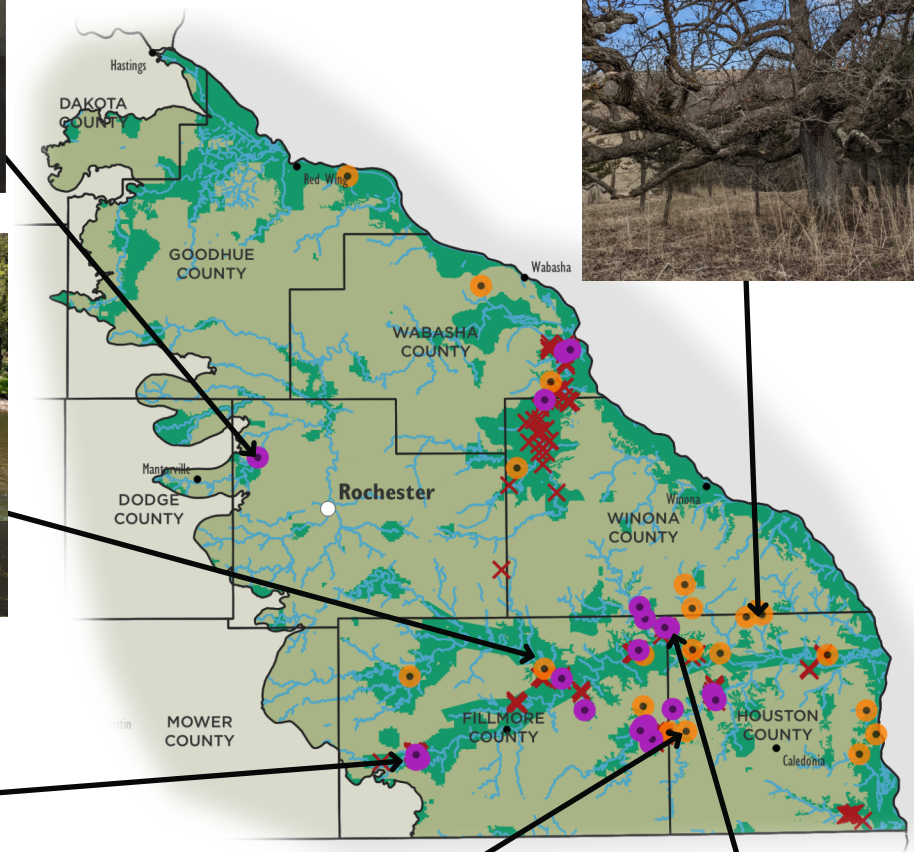 Hastings
DAKOTA
COUNTY
Red Wing
GOODHUE
COUNTY
Wabasha
WABASHA
COUNTY
Mantorville
Rochester
DODGE
COUNTY
Winona
WINONA
COUNTY
MOWER
COUNTY
FILLMORE
COUNTY
HOUSTON
COUNTY
Caledonia